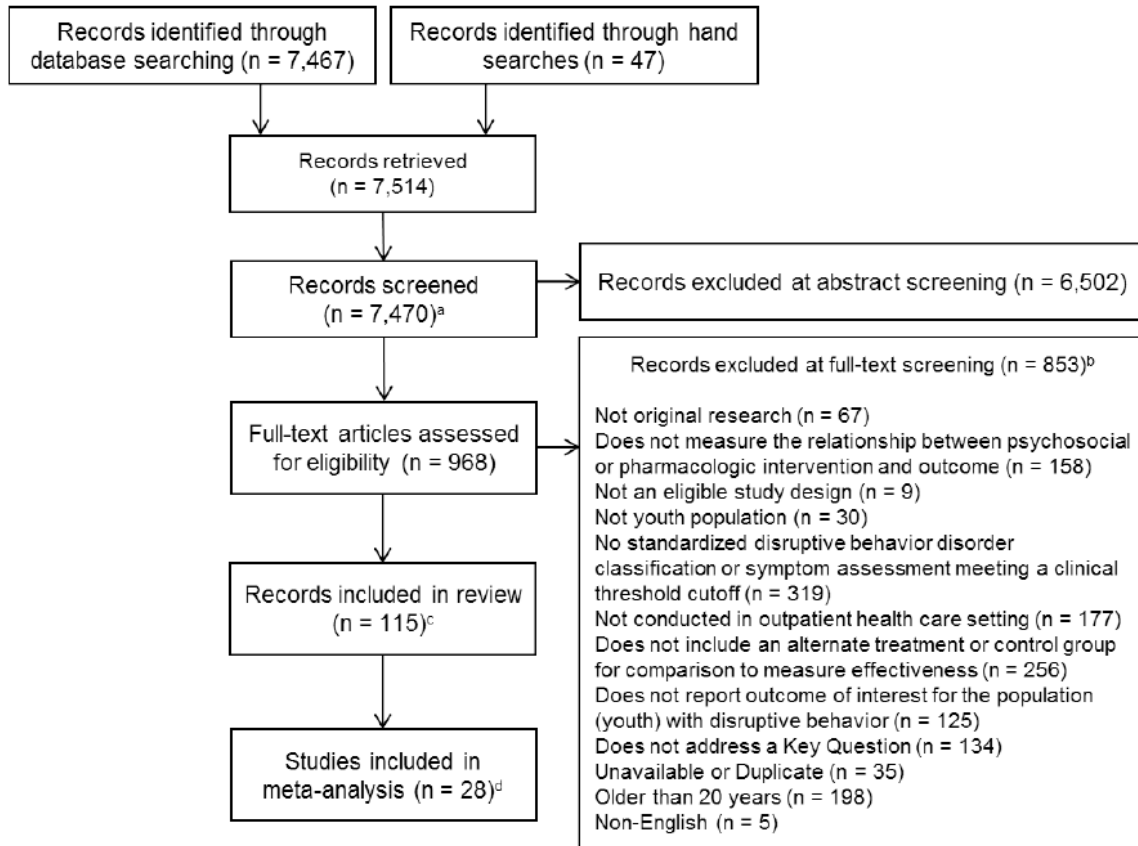 Records identified through
database searching (n = 7,467)
Records identified through hand
searches (n = 47)
Records retrieved
(n = 7,514)
Records screened
(n = 7,470)ᵃ
Records excluded at abstract screening (n = 6,502)
Full-text articles assessed
for eligibility (n = 968)
Records excluded at full-text screening (n = 853)ᵇ
Not original research (n = 67)
Does not measure the relationship between psychosocial
or pharmacologic intervention and outcome (n = 158)
Not an eligible study design (n = 9)
Not youth population (n = 30)
No standardized disruptive behavior disorder
classification or symptom assessment meeting a clinical
threshold cutoff (n = 319)
Not conducted in outpatient health care setting (n = 177)
Does not include an alternate treatment or control group
for comparison to measure effectiveness (n = 256)
Does not report outcome of interest for the population
(youth) with disruptive behavior (n = 125)
Does not address a Key Question (n = 134)
Unavailable or Duplicate (n = 35)
Older than 20 years (n = 198)
Non-English (n = 5)
Records included in review
(n = 115)ᶜ
Studies included in
meta-analysis (n = 28)ᵈ